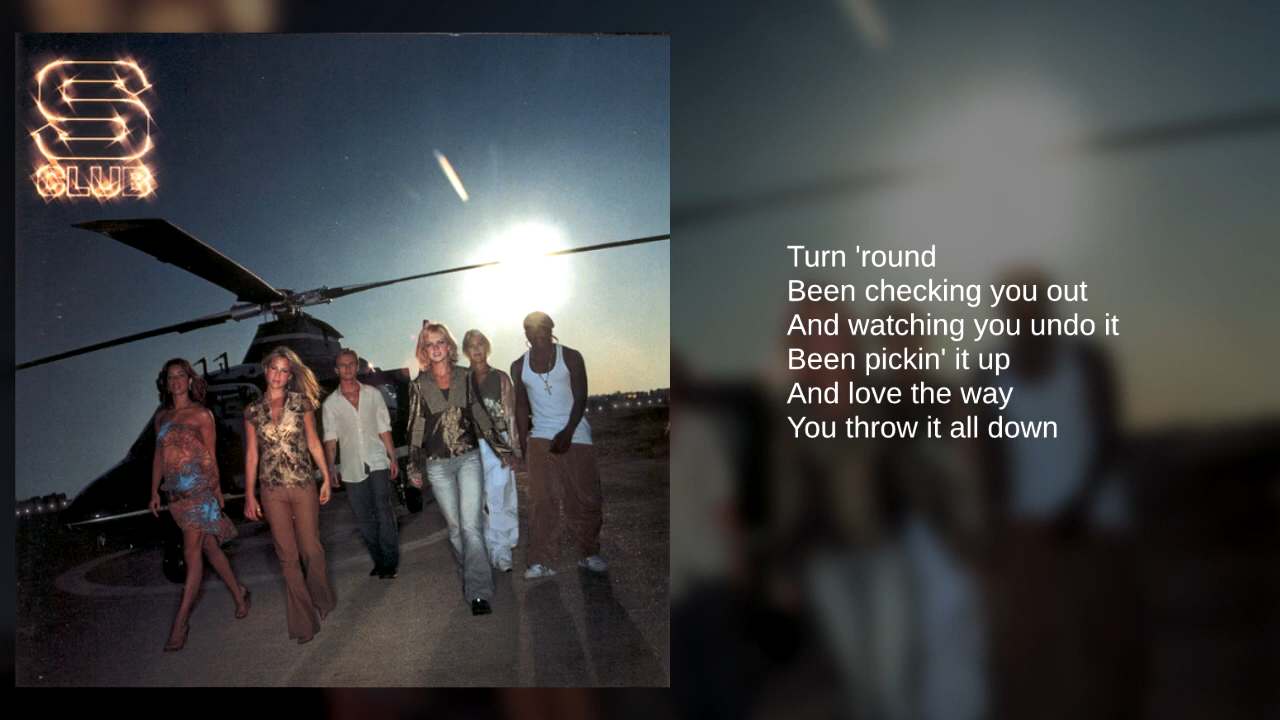 S
CLUB
Turn 'round
Been checking you out
And watching you undo it
Been pickin' it up
And love the way
You throw it all down